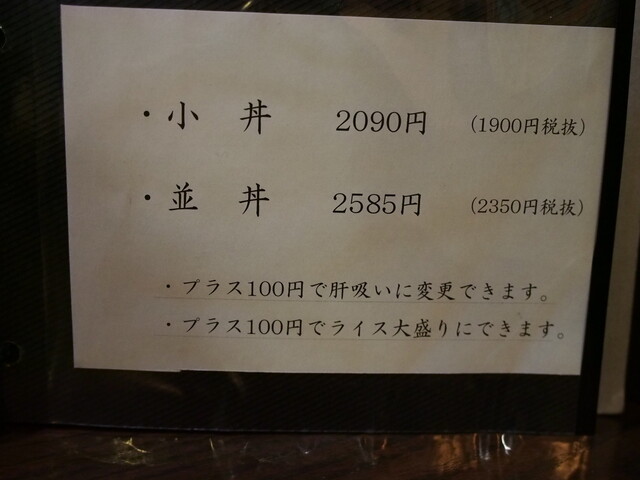 ・小 丼 2090円 (1900円税抜)
・並 丼 2585円 (2350円税抜)
・プラス100円で肝吸いに変更できます。
・プラス100円でライス大盛りにできます。